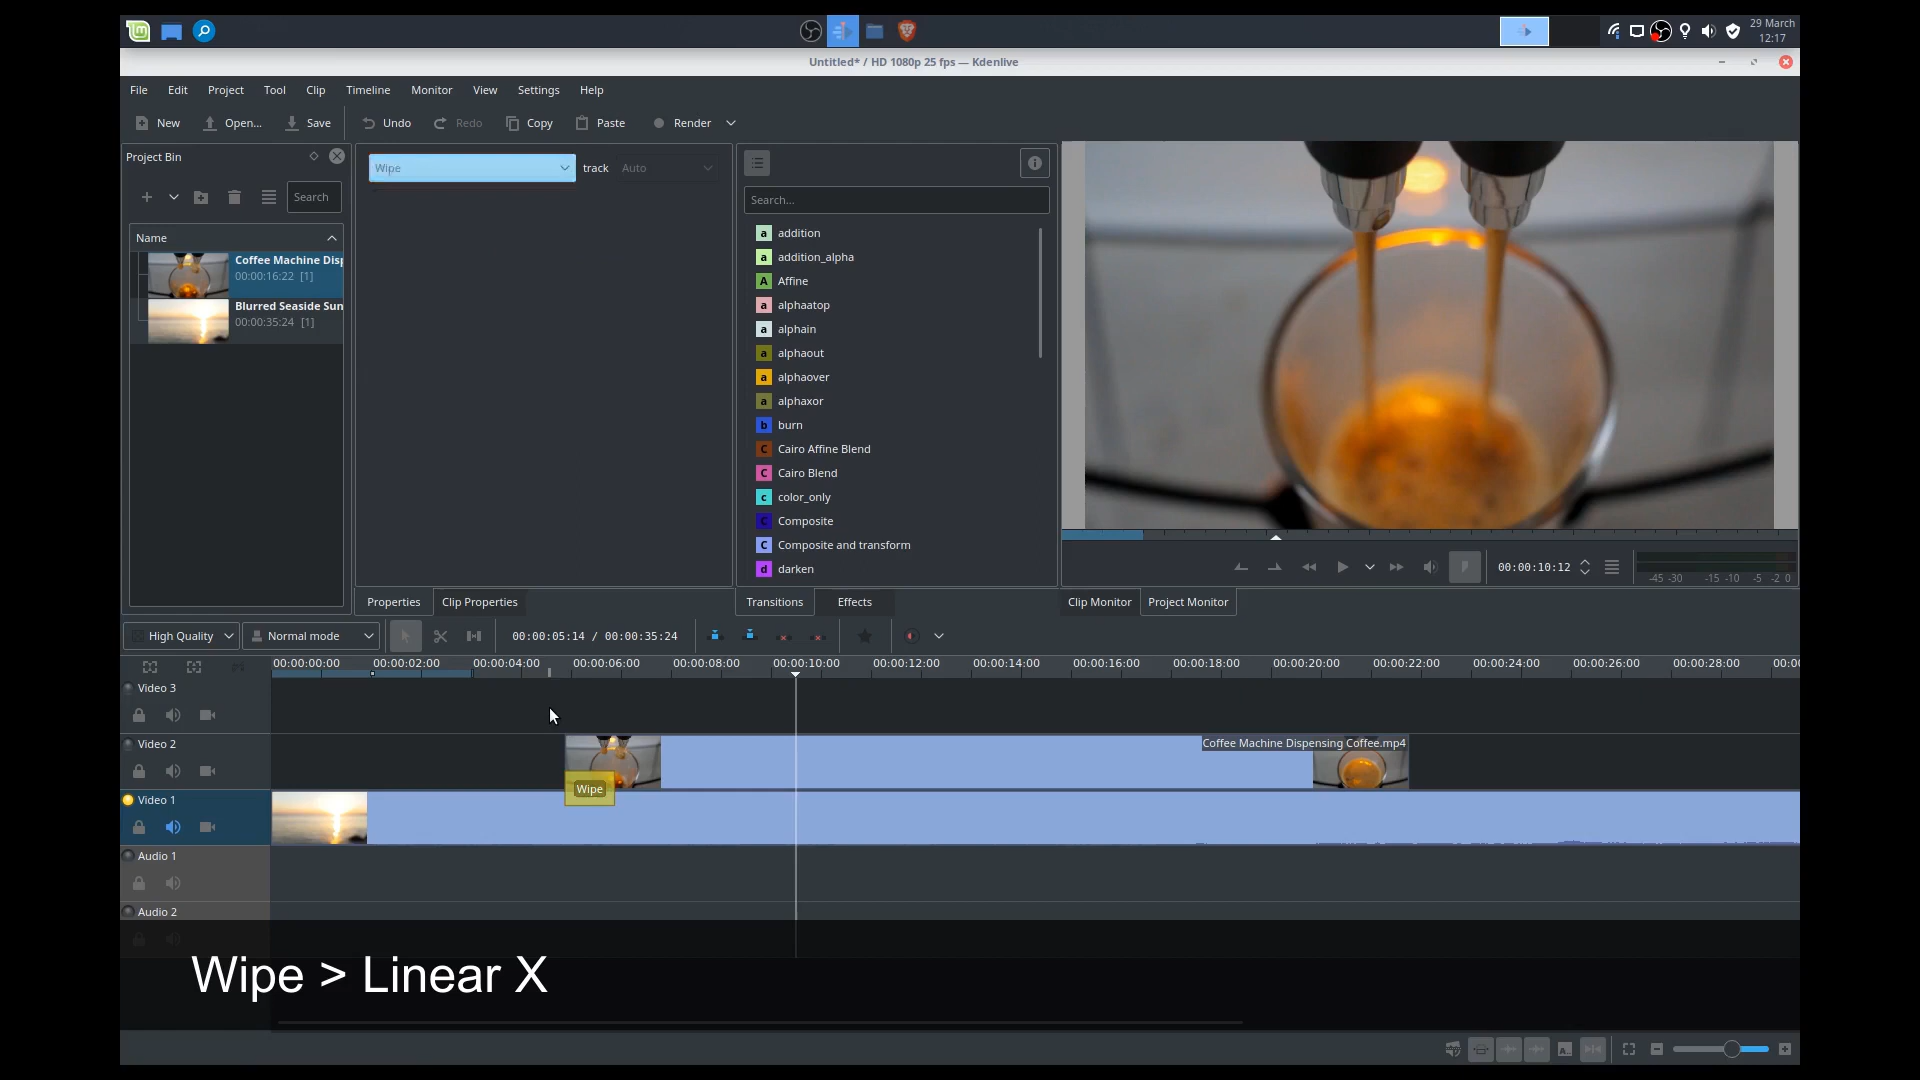 29 March
12:17
Untitled* / HD 1080p 25 fps — Kdenlive
File Edit Project Tool Clip Timeline Monitor View Settings Help
New Open... Save Undo Redo Copy Paste Render
Project Bin
Search
Name
Coffee Machine Disp
00:00:16:22 [1]
Blurred Seaside Sun
00:00:35:24 [1]
Wipe track Auto
Search...
a addition
a addition_alpha
A Affine
a alphaatop
a alphain
a alphaout
a alphaover
a alphaxor
b burn
C Cairo Affine Blend
C Cairo Blend
c color_only
C Composite
C Composite and transform
d darken
00:00:10:12
-45 -30 -15 -10 -5 -2 0
Properties Clip Properties Transitions Effects Clip Monitor Project Monitor
High Quality Normal mode 00:00:05:14 / 00:00:35:24
00:00:00:00 00:00:02:00 00:00:04:00 00:00:06:00 00:00:08:00 00:00:10:00 00:00:12:00 00:00:14:00 00:00:16:00 00:00:18:00 00:00:20:00 00:00:22:00 00:00:24:00 00:00:26:00 00:00:28:00 00:0
Video 3
Video 2
Coffee Machine Dispensing Coffee.mp4
Wipe
Video 1
Audio 1
Audio 2
Wipe > Linear X